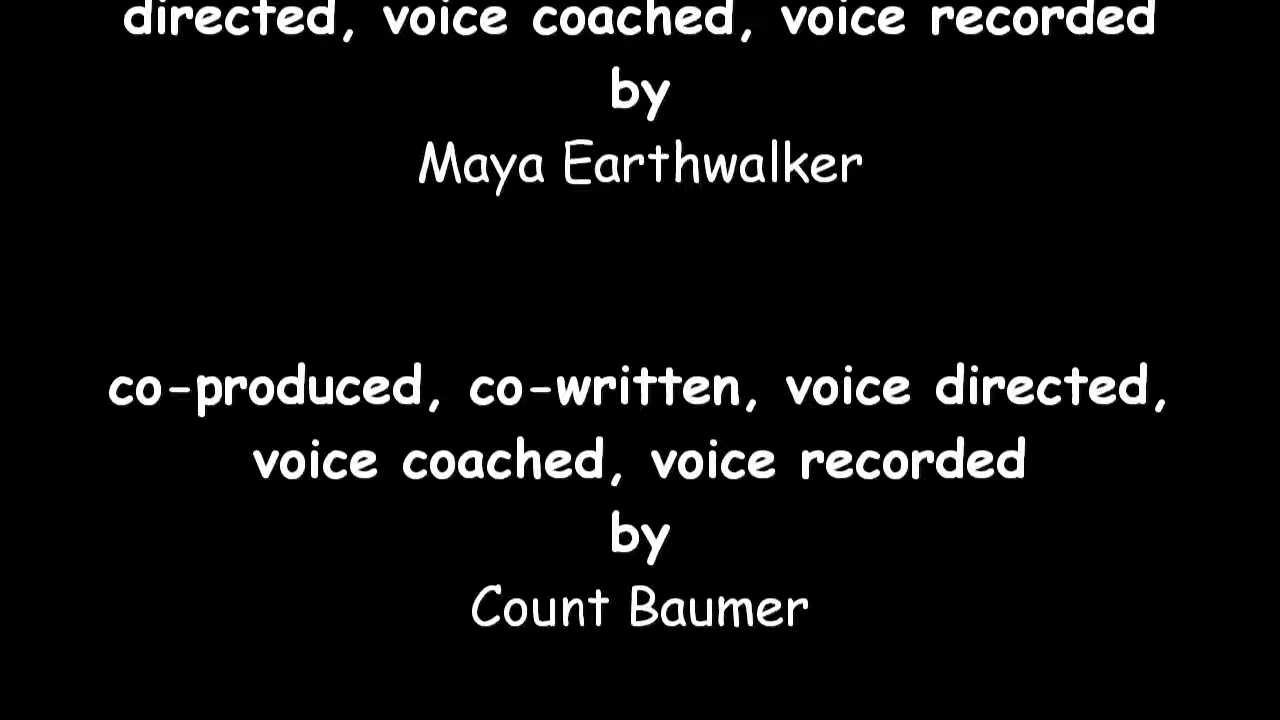 directed, voice coached, voice recorded
by
Maya Earthwalker
co-produced, co-written, voice directed,
voice coached, voice recorded
by
Count Baumer